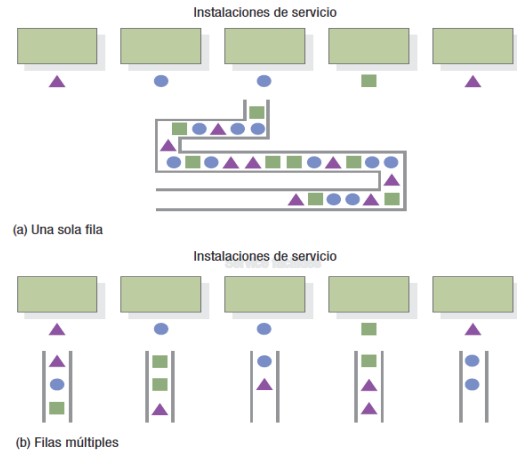 Instalaciones de servicio
(a) Una sola fila
Instalaciones de servicio
(b) Filas múltiples